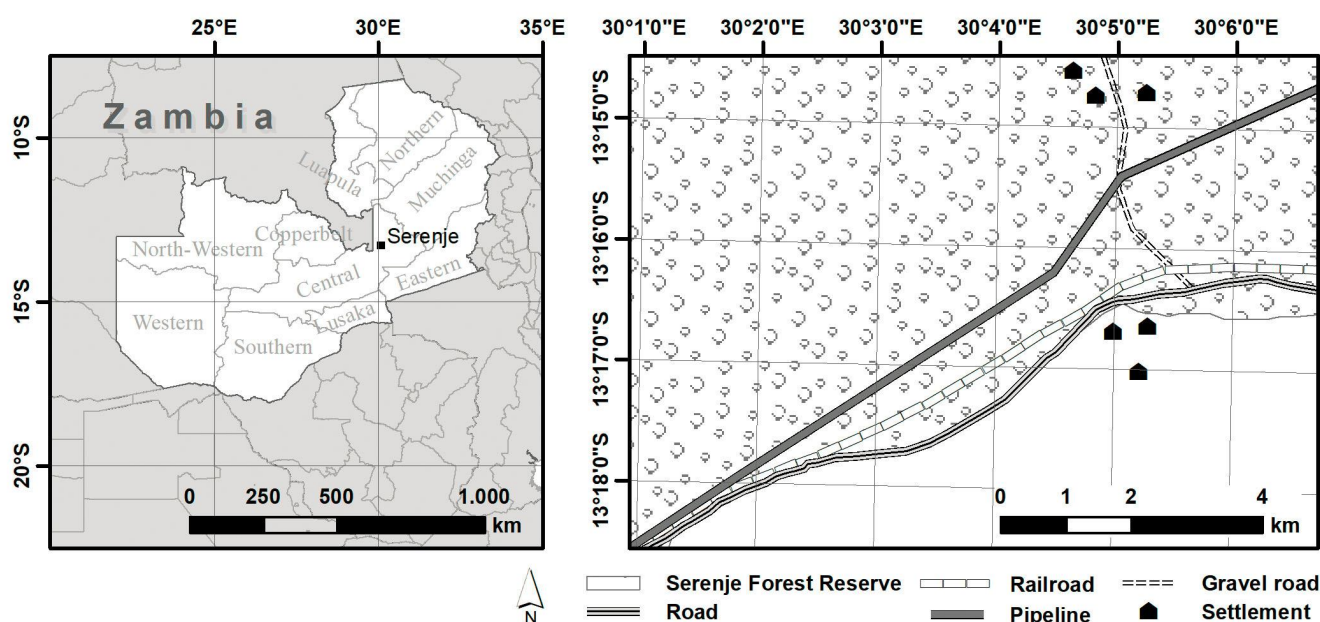 25°E 30°E 35°E
10°S
15°S
20°S
Zambia
Luapula
Northern
Muchinga
Copperbelt
North-Western
Serenje
Central
Eastern
Western
Lusaka
Southern
0 250 500 1.000
km
30°1'0"E 30°2'0"E 30°3'0"E 30°4'0"E 30°5'0"E 30°6'0"E
13°15'0"S
13°16'0"S
13°17'0"S
13°18'0"S
0 1 2 4
km
N
Serenje Forest Reserve Railroad Gravel road
Road Pipeline Settlement